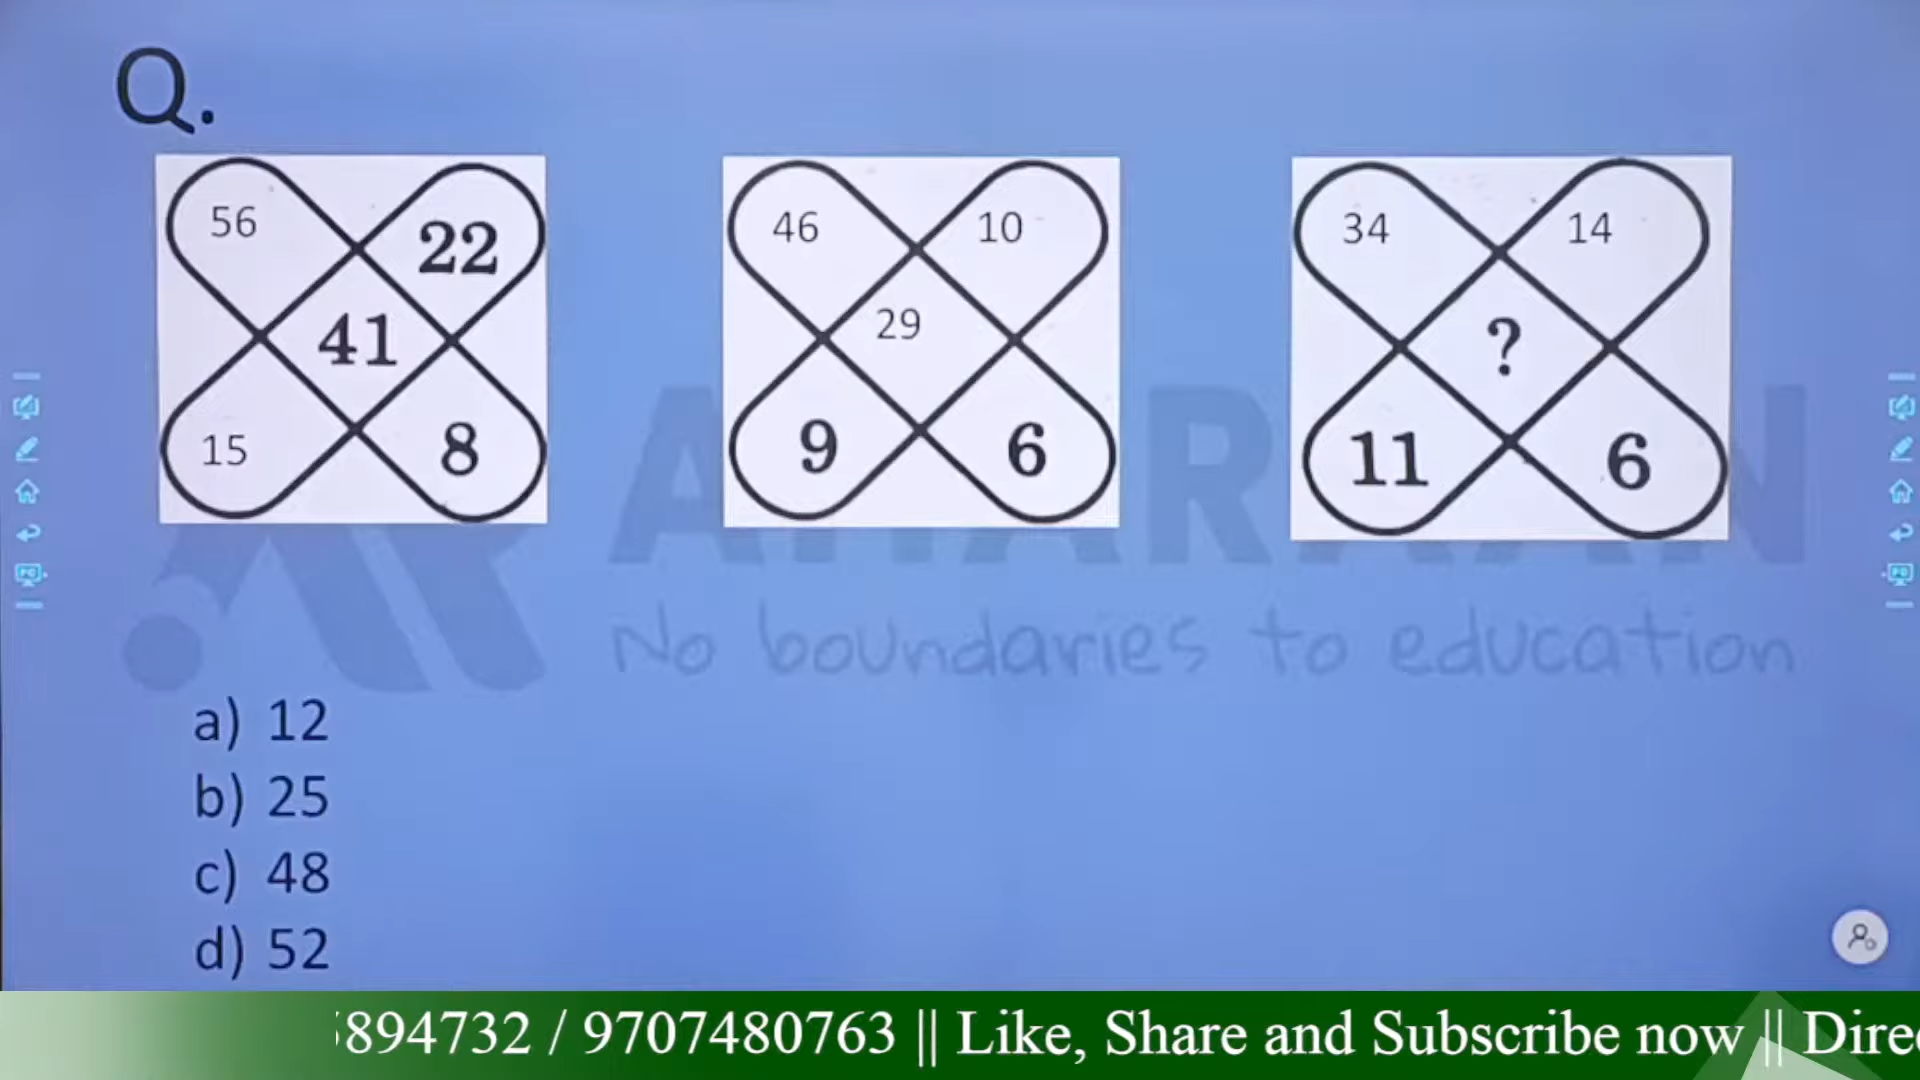 Q.
56
22
41
15
8
46
10
29
9
6
34
14
?
11
6
No boundaries to education
a) 12
b) 25
c) 48
d) 52
894732 / 9707480763 || Like, Share and Subscribe now ||